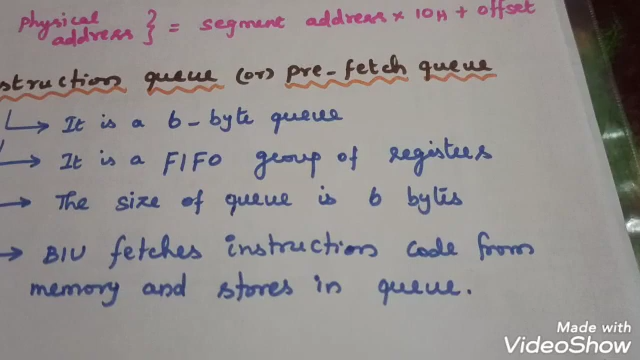 physical address } = segment address × 10H + offset
struction queue (or) pre-fetch queue
→ It is a 6-byte queue
→ It is a FIFO group of registers
→ The size of queue is 6 bytes
→ BIU fetches instruction code from
memory and stores in queue.
Made with
VideoShow